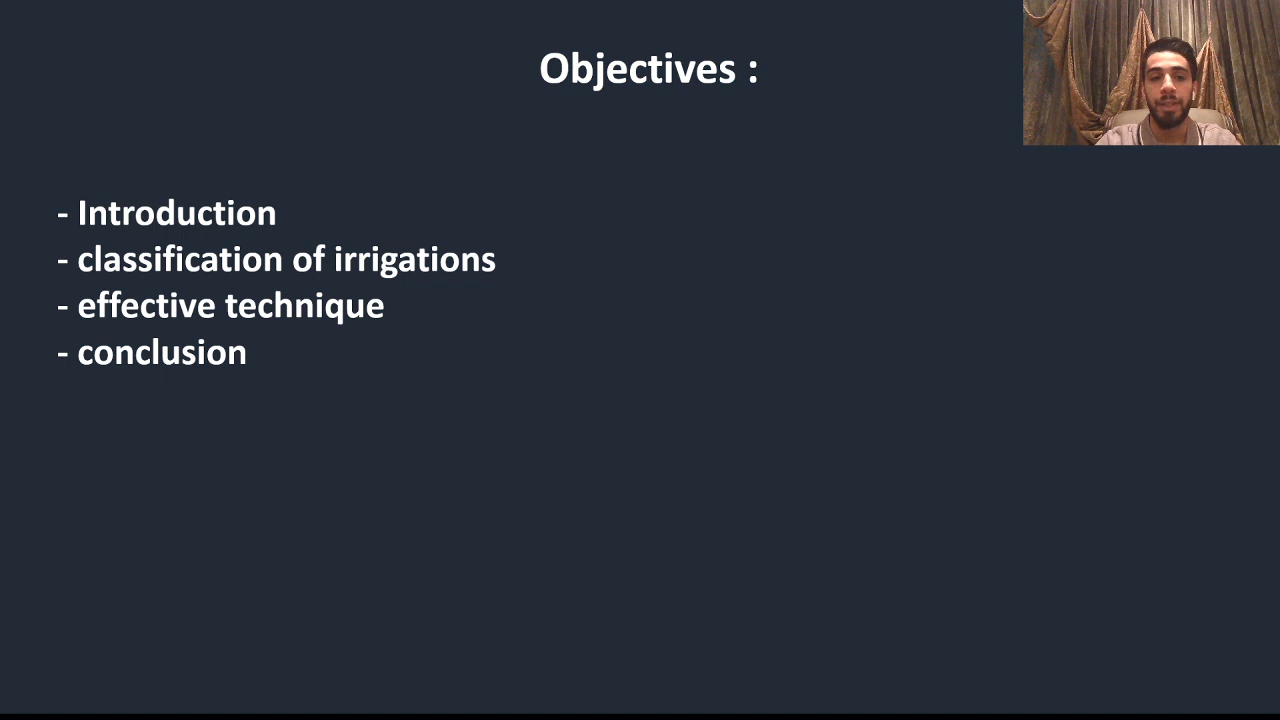 Objectives :
- Introduction
- classification of irrigations
- effective technique
- conclusion